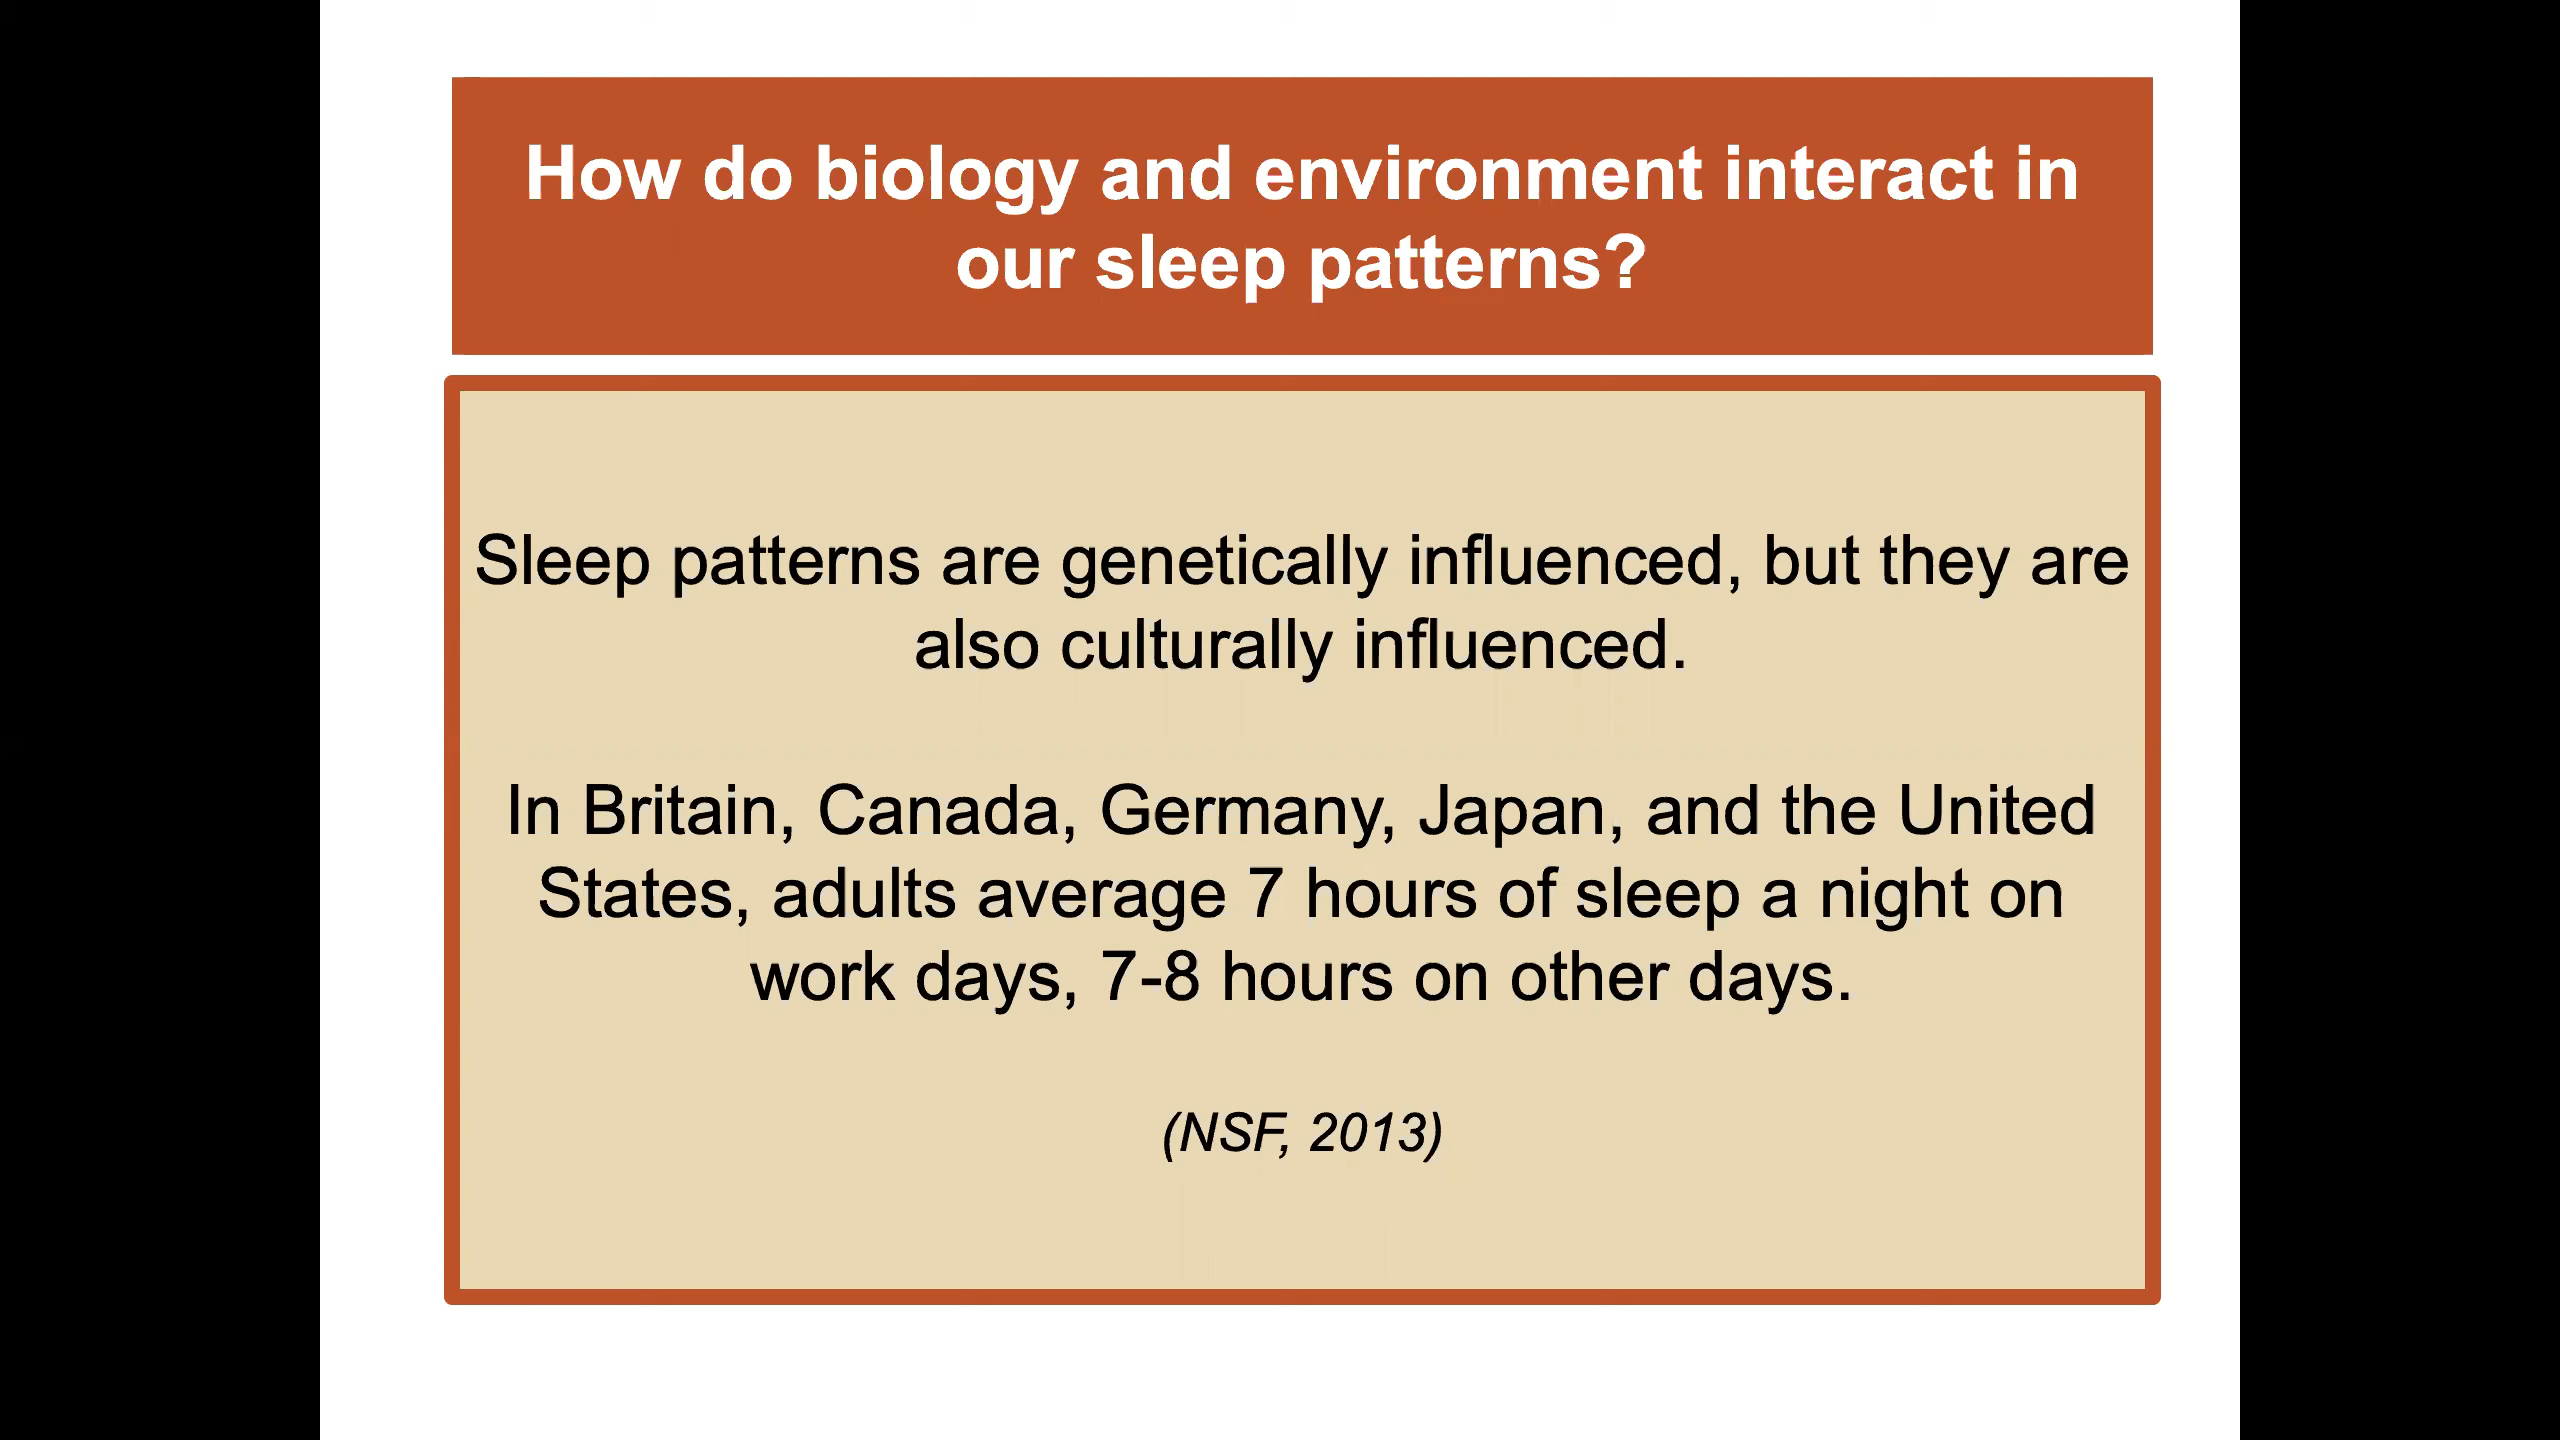 How do biology and environment interact in
our sleep patterns?
Sleep patterns are genetically influenced, but they are
also culturally influenced.
In Britain, Canada, Germany, Japan, and the United
States, adults average 7 hours of sleep a night on
work days, 7-8 hours on other days.
(NSF, 2013)